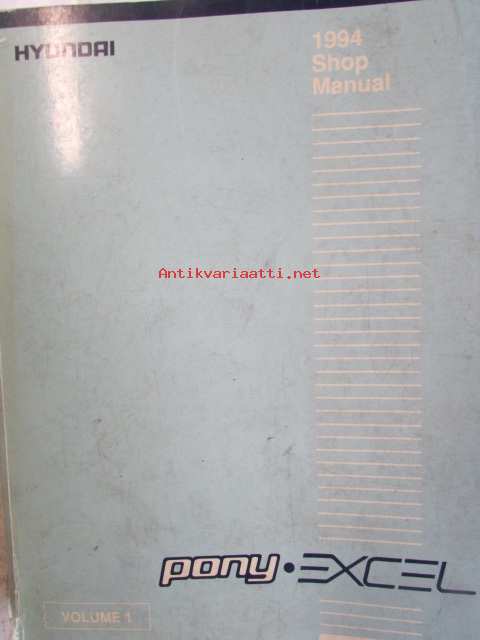 HYUNDAI
1994
Shop
Manual
Antikvariaatti.net
pony•EXCEL
VOLUME 1